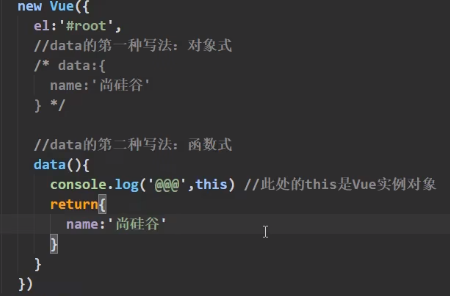 new Vue({
el:'#root',
//data的第一种写法：对象式
/* data:{
name:'尚硅谷'
} */
//data的第二种写法：函数式
data(){
console.log('@@@',this) //此处的this是Vue实例对象
return{
name:'尚硅谷'
}
}
})